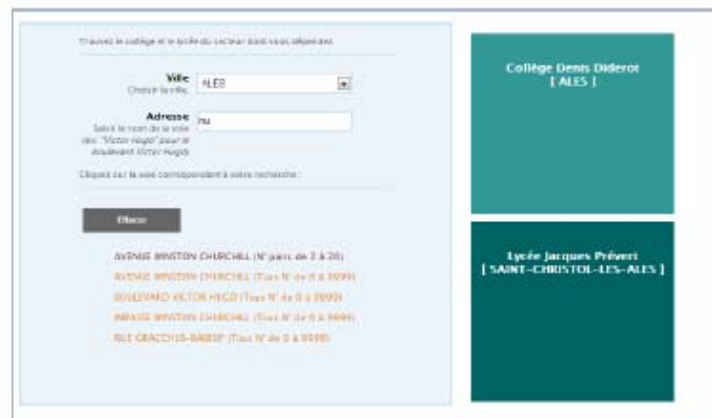 Trouvez le collège et le lycée du secteur dont vous dépendez
Ville
Choisir la ville.
ALES
Adresse
Saisir le nom de la voie
(ex: "Victor Hugo" pour le
boulevard Victor Hugo)
hu
Cliquez sur la voie correspondant à votre recherche :
Effacer
AVENUE WINSTON CHURCHILL (N° pairs de 2 à 20)
AVENUE WINSTON CHURCHILL (Tous N° de 0 à 9999)
BOULEVARD VICTOR HUGO (Tous N° de 0 à 9999)
IMPASSE WINSTON CHURCHILL (Tous N° de 0 à 9999)
RUE GRACCHUS-BABEUF (Tous N° de 0 à 9999)
Collège Denis Diderot
[ ALES ]
Lycée Jacques Prévert
[ SAINT-CHRISTOL-LES-ALES ]